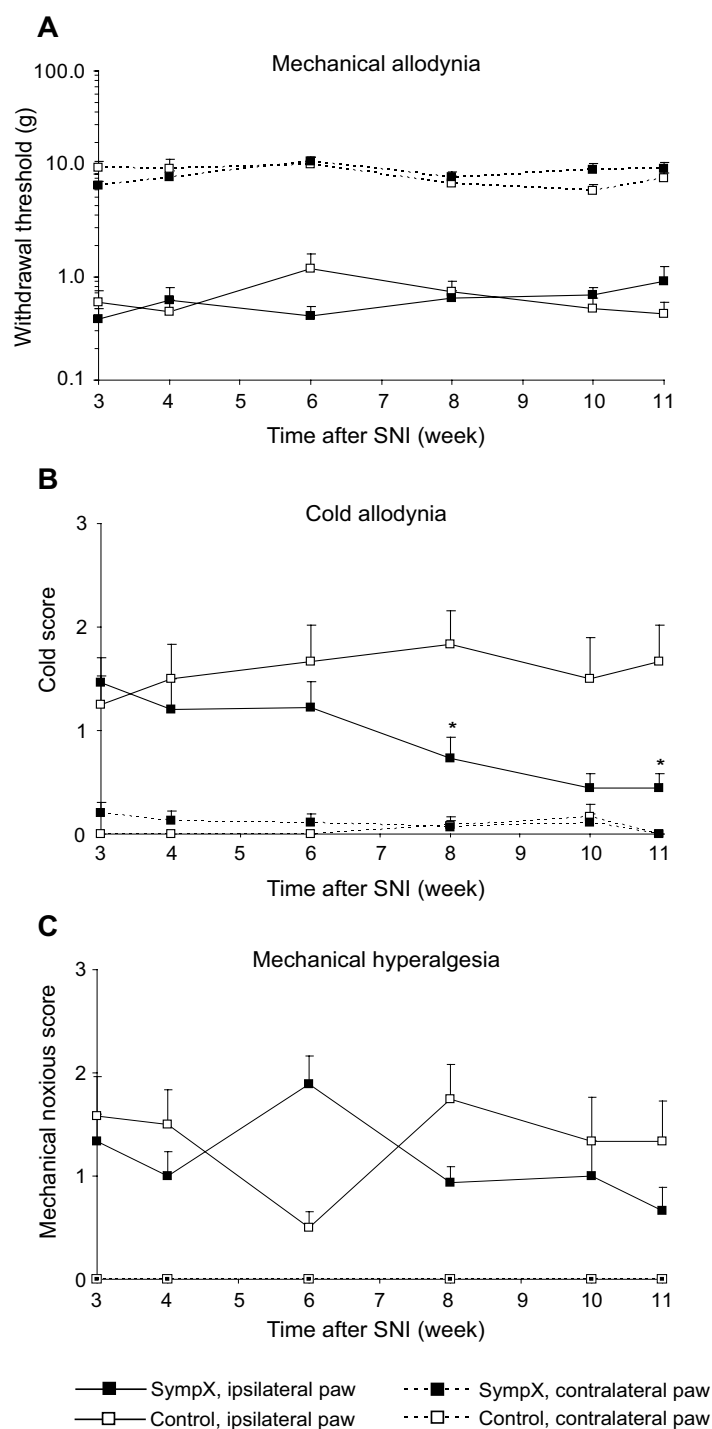 A
Mechanical allodynia
Withdrawal threshold (g)
100.0
10.0
1.0
0.1
3 4 5 6 7 8 9 10 11
Time after SNI (week)
B
Cold allodynia
Cold score
3
2
1
0
3 4 5 6 7 8 9 10 11
* *
Time after SNI (week)
C
Mechanical hyperalgesia
Mechanical noxious score
3
2
1
0
3 4 5 6 7 8 9 10 11
Time after SNI (week)
SympX, ipsilateral paw
SympX, contralateral paw
Control, ipsilateral paw
Control, contralateral paw